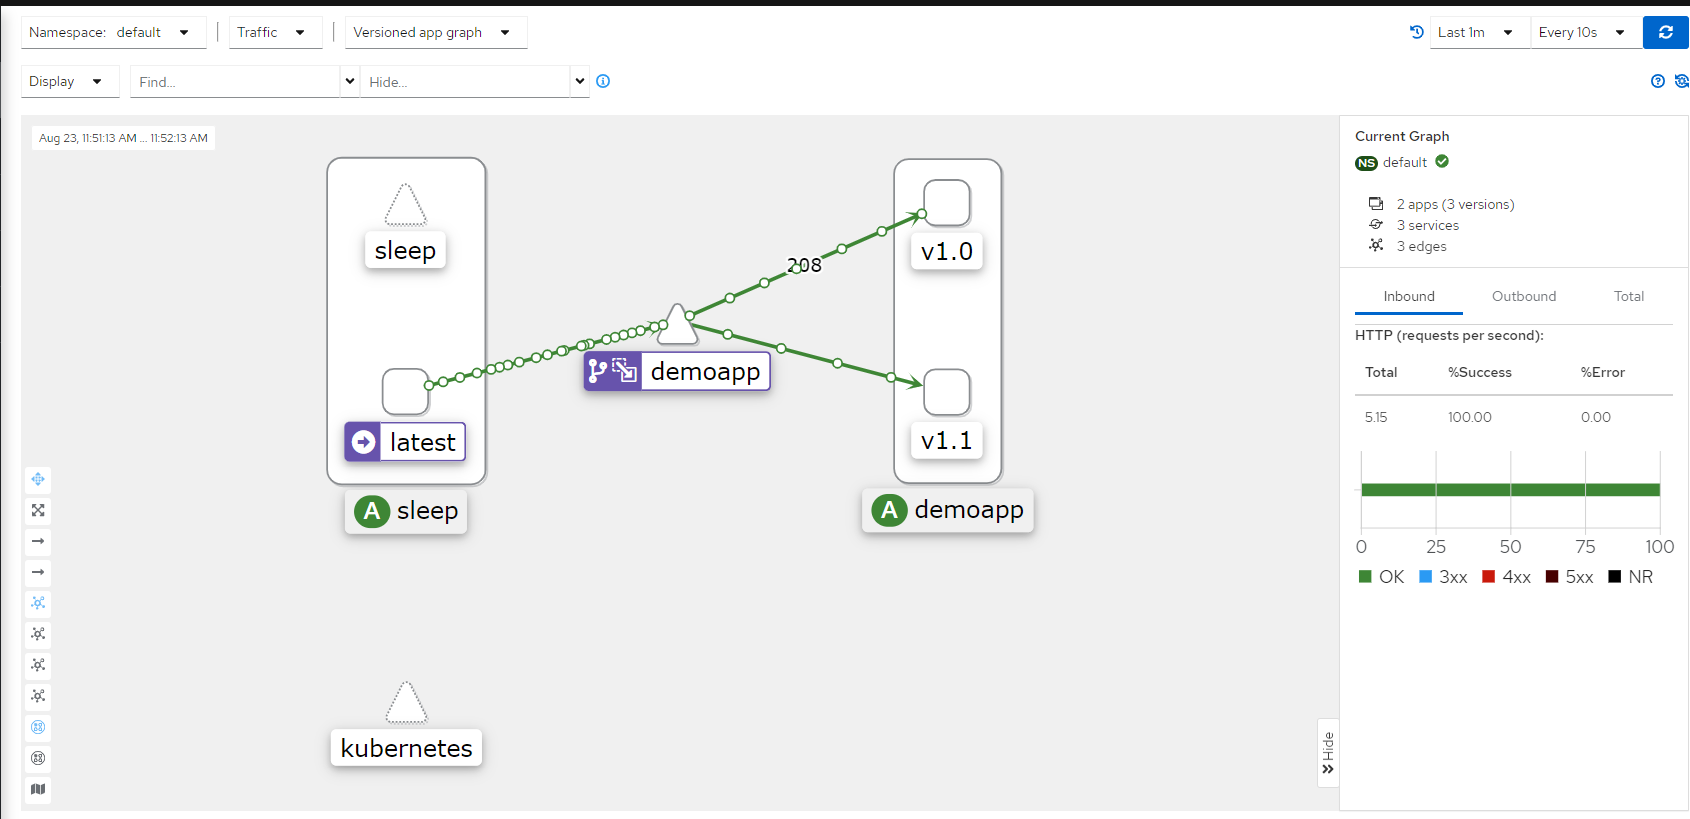 Namespace: default Traffic Versioned app graph Last 1m Every 10s
Display Find... Hide...
Aug 23, 11:51:13 AM ... 11:52:13 AM
sleep
latest
A sleep
208
demoapp
v1.0
v1.1
A demoapp
kubernetes
Hide
Current Graph
NS default
2 apps (3 versions)
3 services
3 edges
Inbound Outbound Total
HTTP (requests per second):
Total %Success %Error
5.15 100.00 0.00
0 25 50 75 100
OK 3xx 4xx 5xx NR